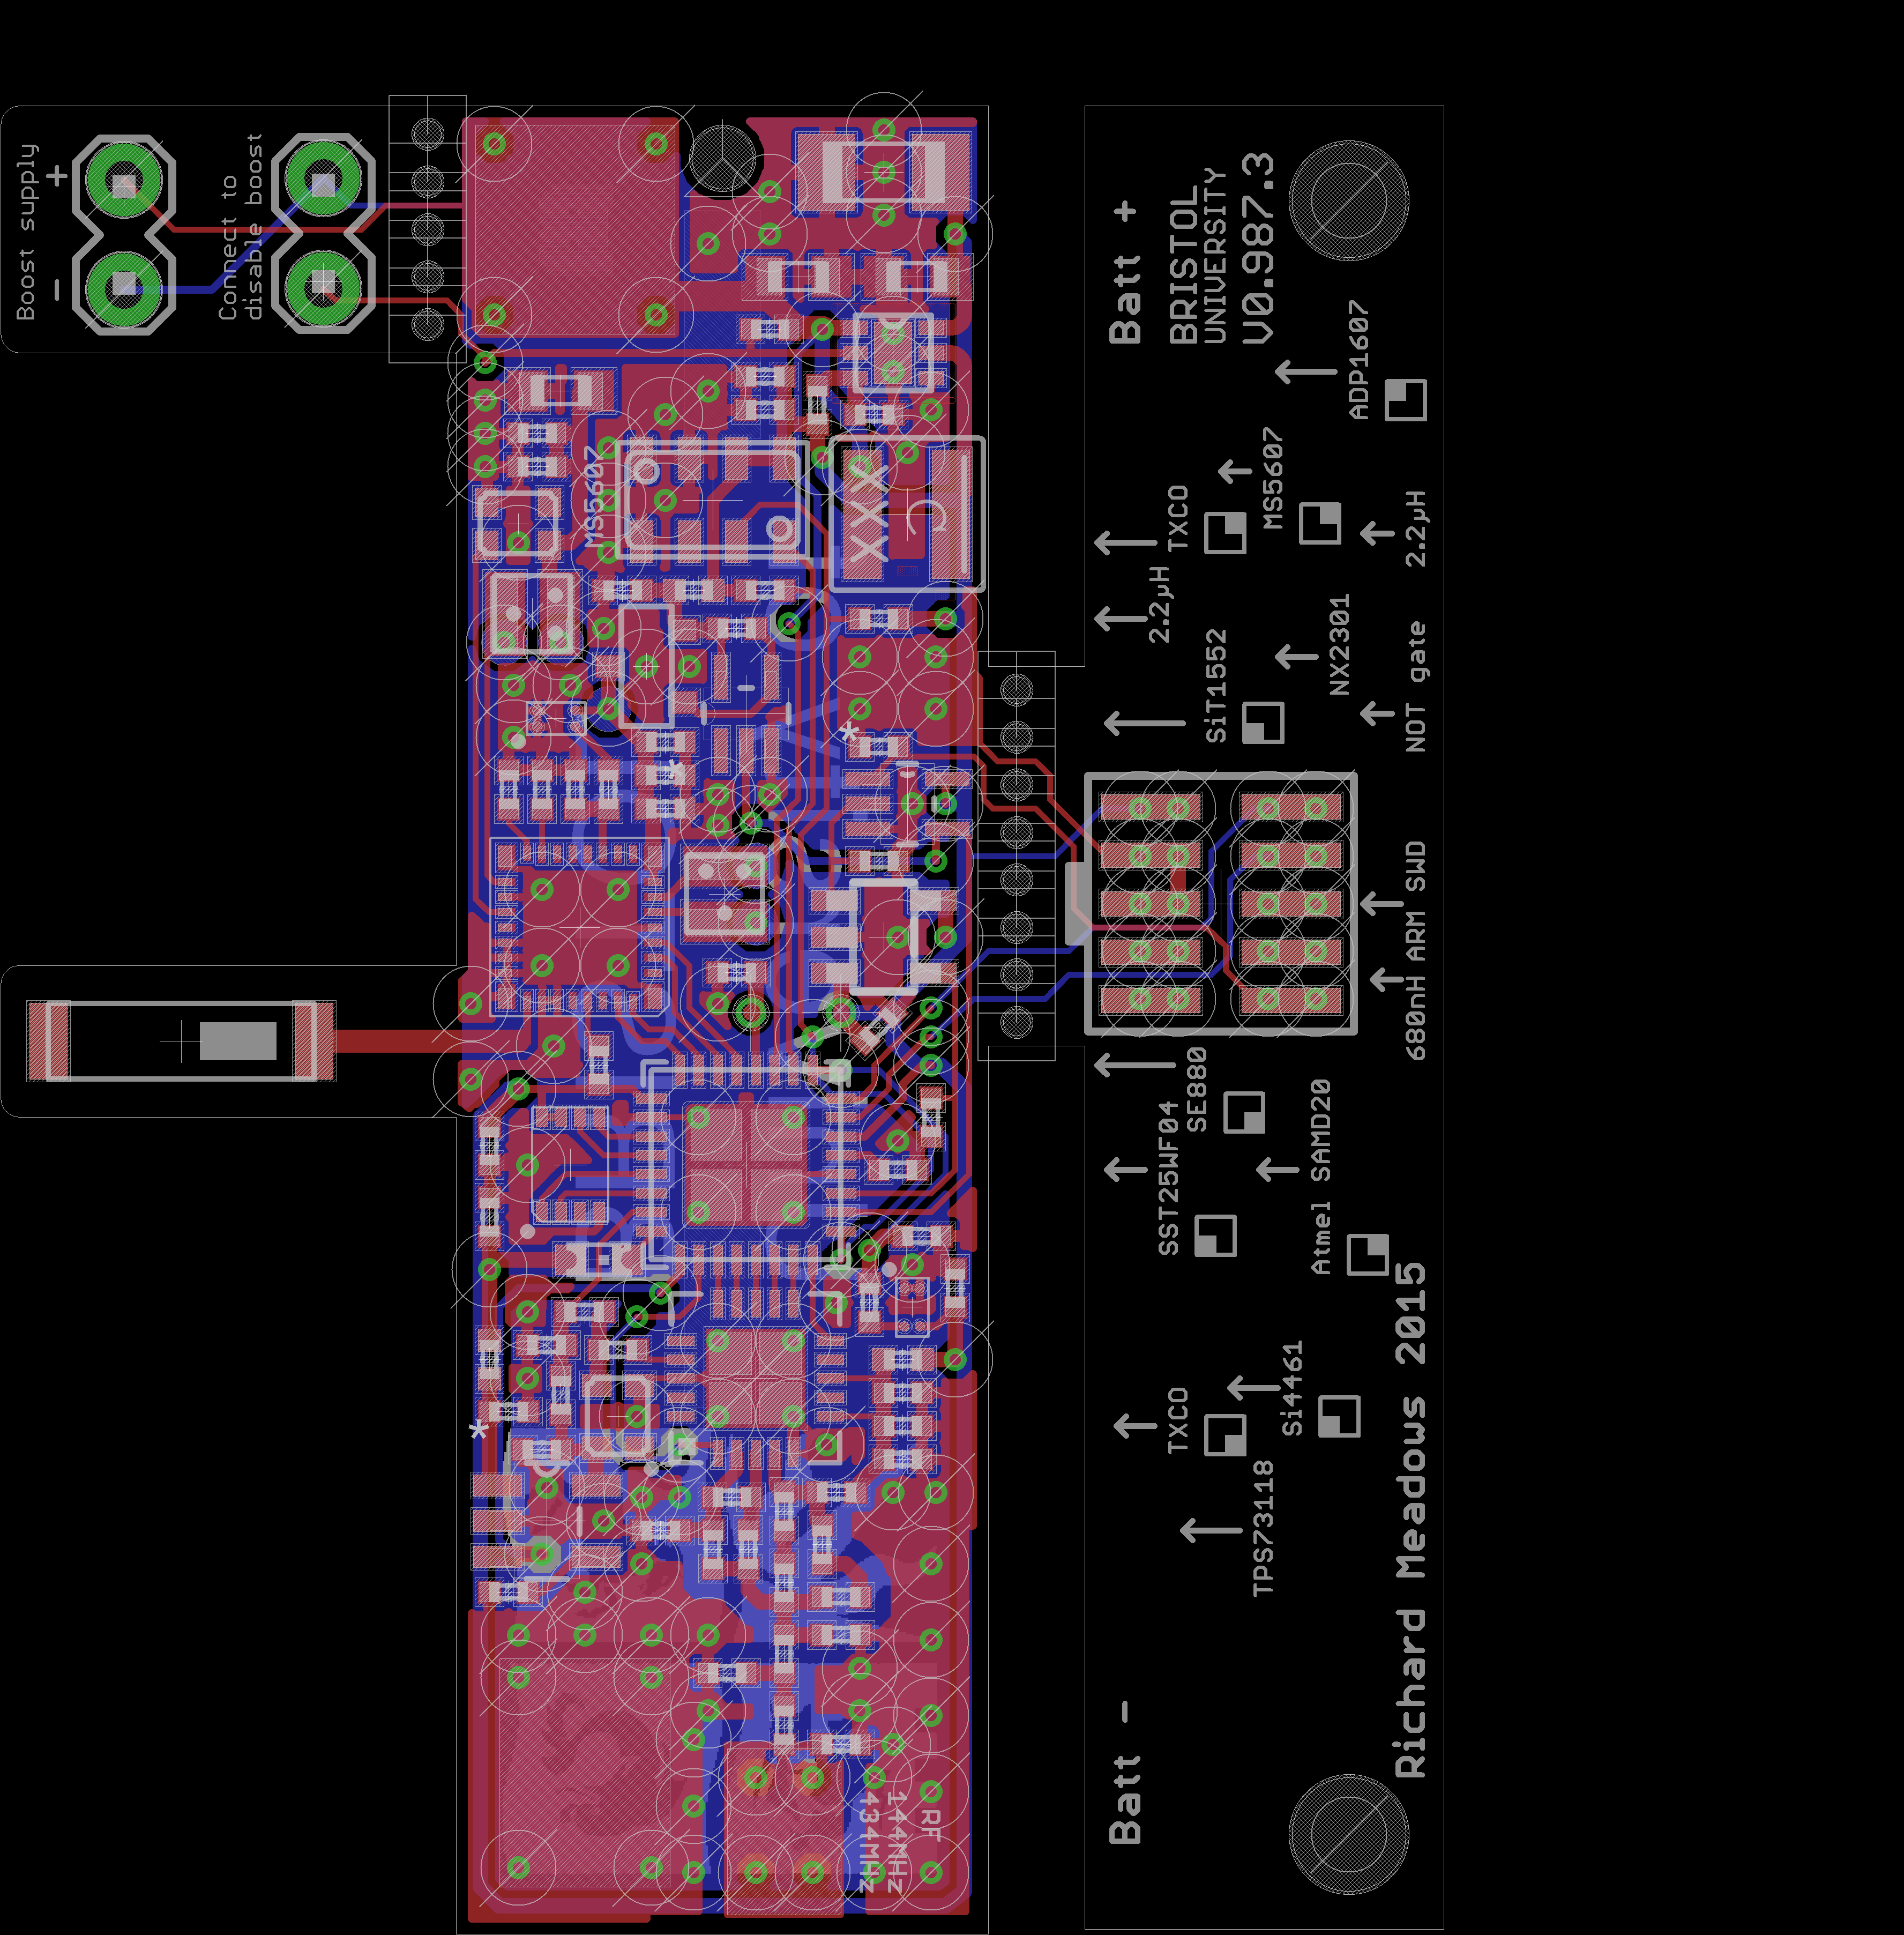 Boost supply
+
-
Connect to
disable boost
MS5607
XXX
C
*
*
*
RF
144MHz
434MHz
Batt +
BRISTOL
UNIVERSITY
V0.987.3
ADP1607
MS5607
TXCO
2.2µH
2.2µH
NX2301
SiT1552
NOT gate
ARM SWD
680nH
SE880
SST25WF04
Atmel SAMD20
Si4461
TXCO
TPS73118
Batt -
Richard Meadows 2015